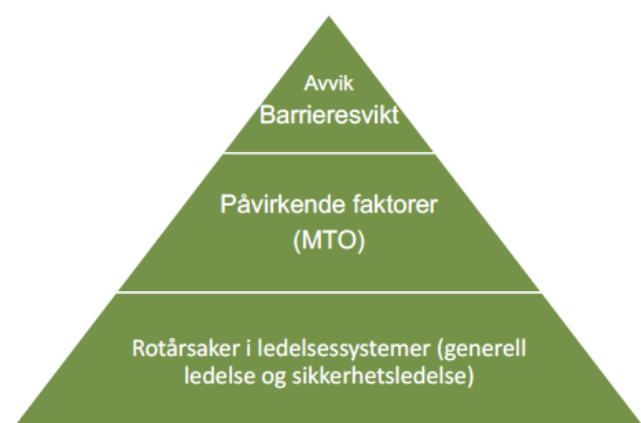 Avvik
Barrieresvikt
Påvirkende faktorer
(MTO)
Rotårsaker i ledelsessystemer (generell
ledelse og sikkerhetsledelse)